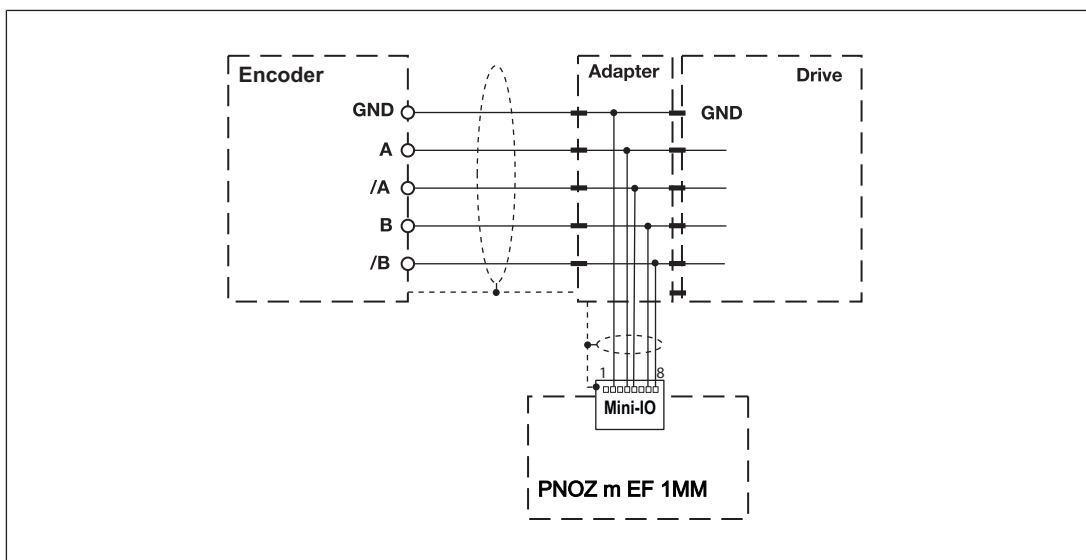 Encoder
Adapter
Drive
GND
GND
A
/A
B
/B
1
8
Mini-IO
PNOZ m EF 1MM